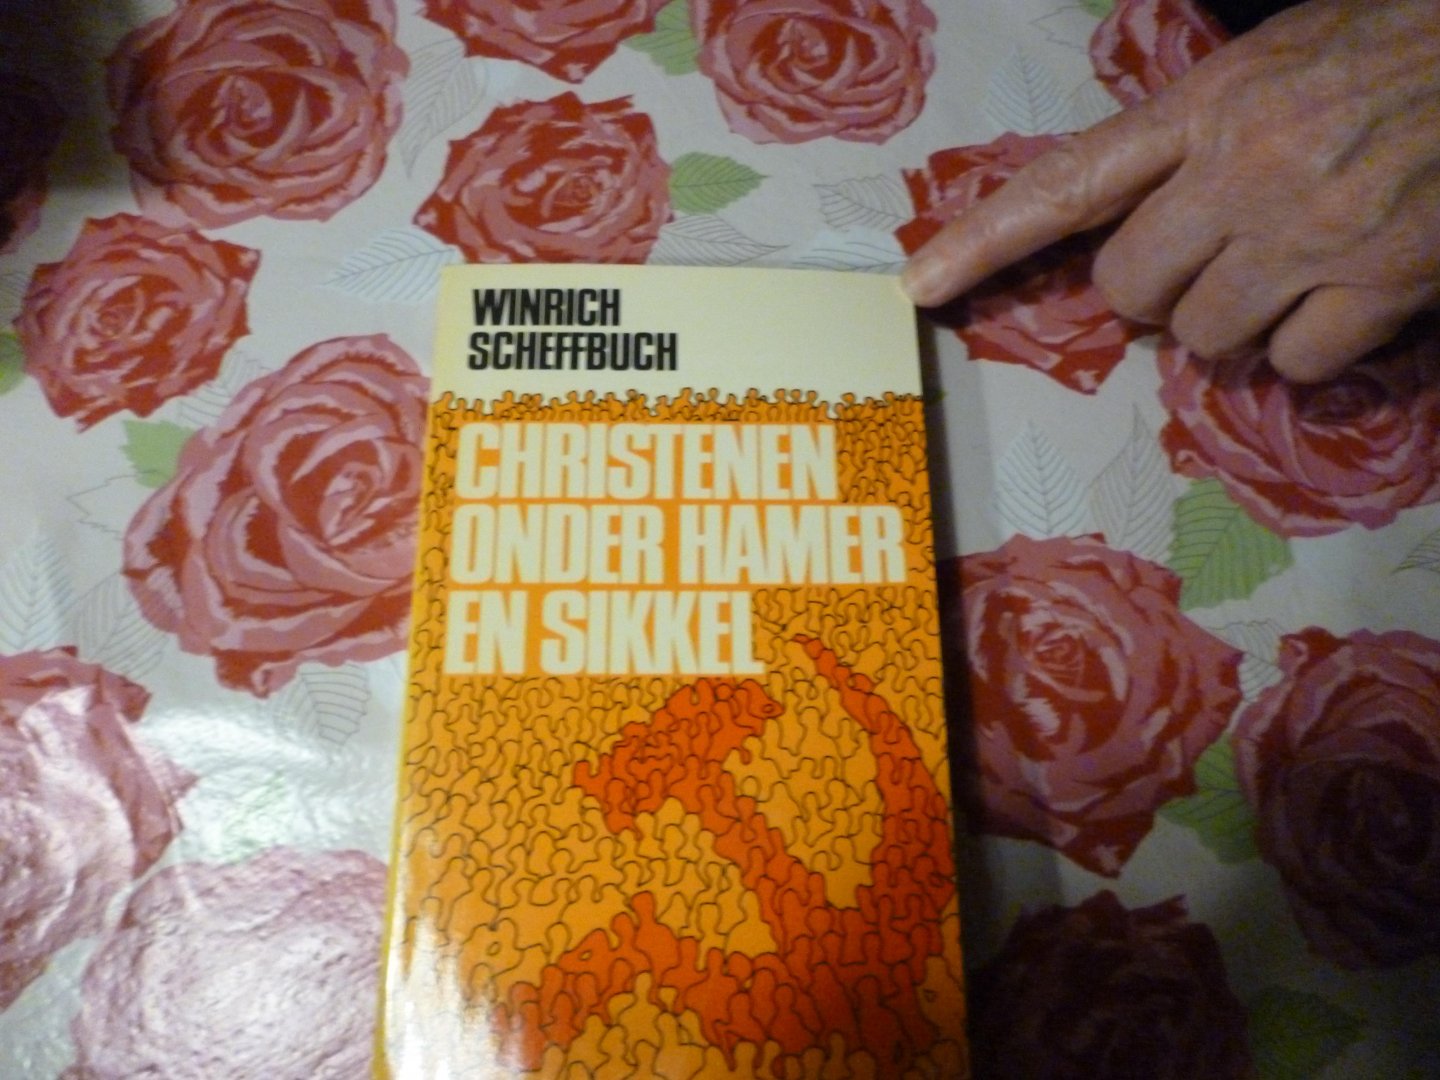 WINRICH
SCHEFFBUCH
CHRISTENEN
ONDER HAMER
EN SIKKEL